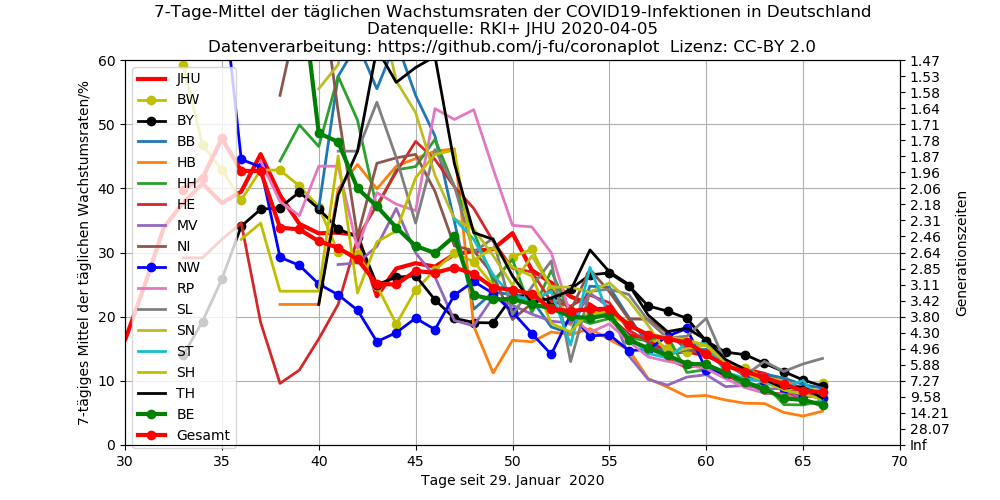 7-Tage-Mittel der täglichen Wachstumsraten der COVID19-Infektionen in Deutschland
Datenquelle: RKI+ JHU 2020-04-05
Datenverarbeitung: https://github.com/j-fu/coronaplot  Lizenz: CC-BY 2.0
7-tägiges Mittel der täglichen Wachstumsraten/%
60
50
40
30
20
10
0
JHU
BW
BY
BB
HB
HH
HE
MV
NI
NW
RP
SL
SN
ST
SH
TH
BE
Gesamt
1.47
1.53
1.58
1.64
1.71
1.78
1.87
1.96
2.06
2.18
2.31
2.46
2.64
2.85
3.11
3.42
3.80
4.30
4.96
5.88
7.27
9.58
14.21
28.07
Inf
Generationszeiten
30 35 40 45 50 55 60 65 70
Tage seit 29. Januar  2020